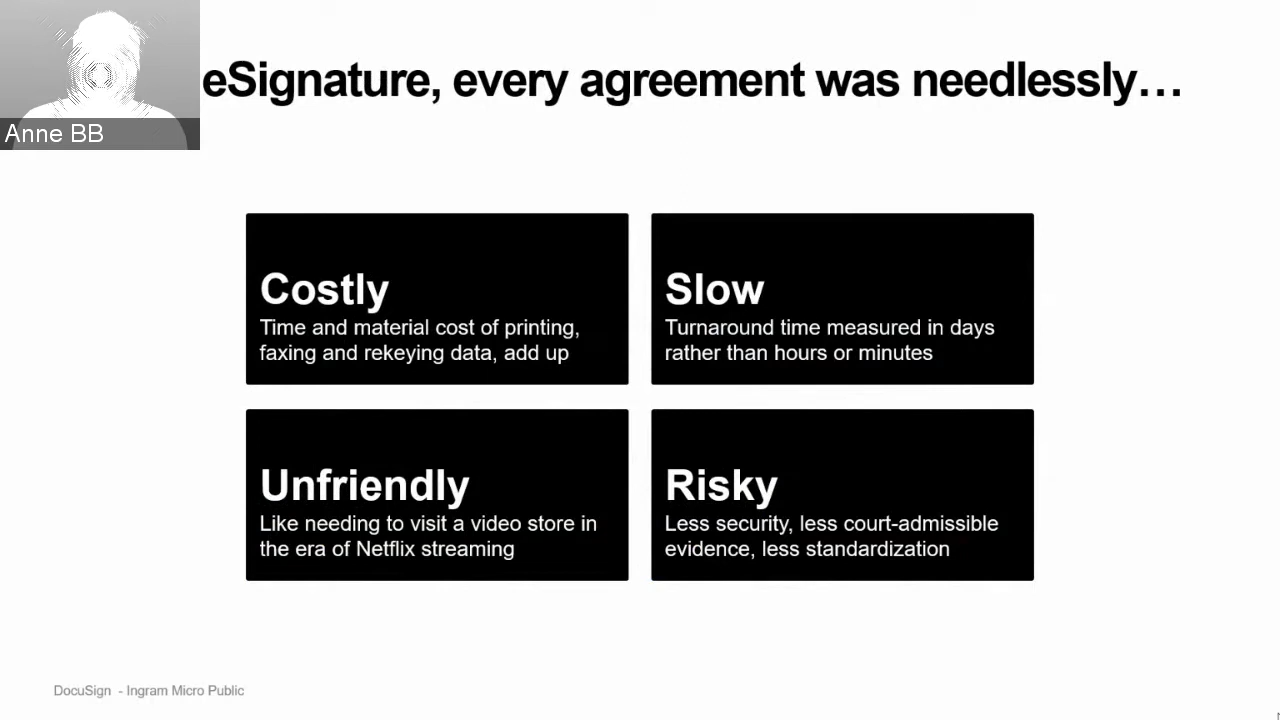 eSignature, every agreement was needlessly…
Anne BB
Costly
Time and material cost of printing,
faxing and rekeying data, add up
Slow
Turnaround time measured in days
rather than hours or minutes
Unfriendly
Like needing to visit a video store in
the era of Netflix streaming
Risky
Less security, less court-admissible
evidence, less standardization
DocuSign - Ingram Micro Public